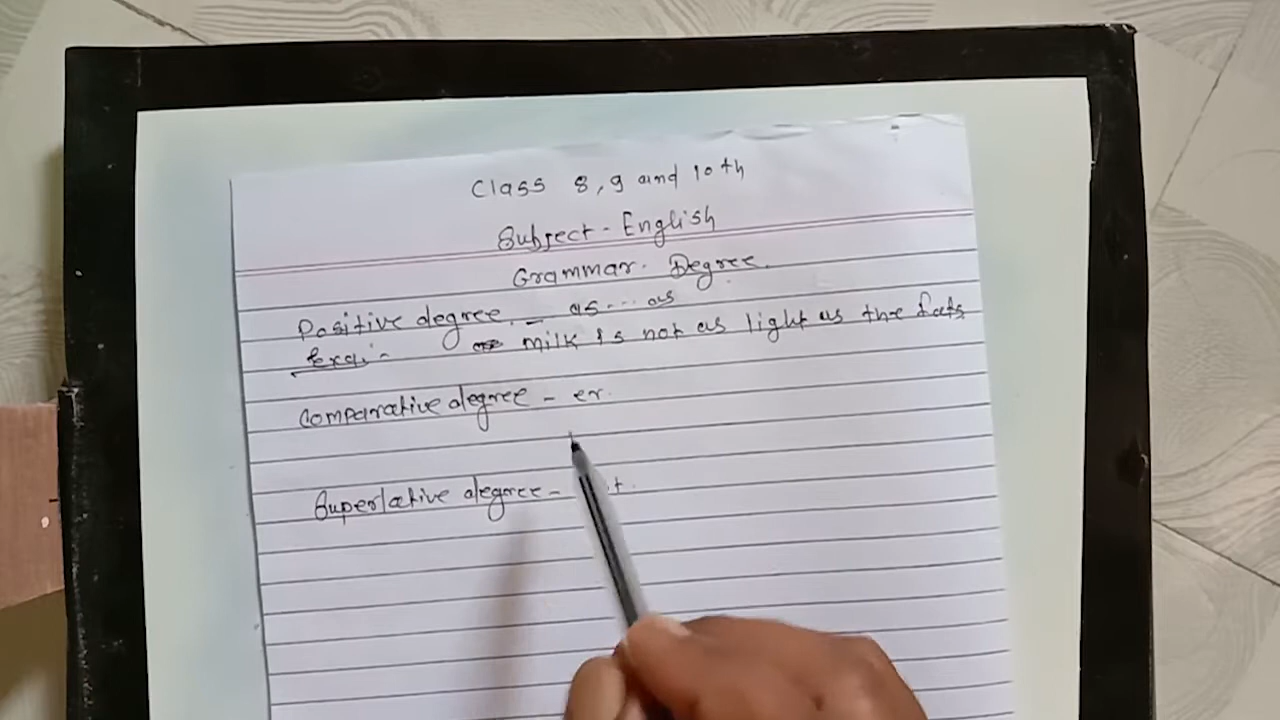 Class 8, 9 and 10th
Subject - English
Grammar. Degree.
Positive degree. - as... as
Exa:- milk is not as light as the fats
Comparative degree - er.
Superlative degree -